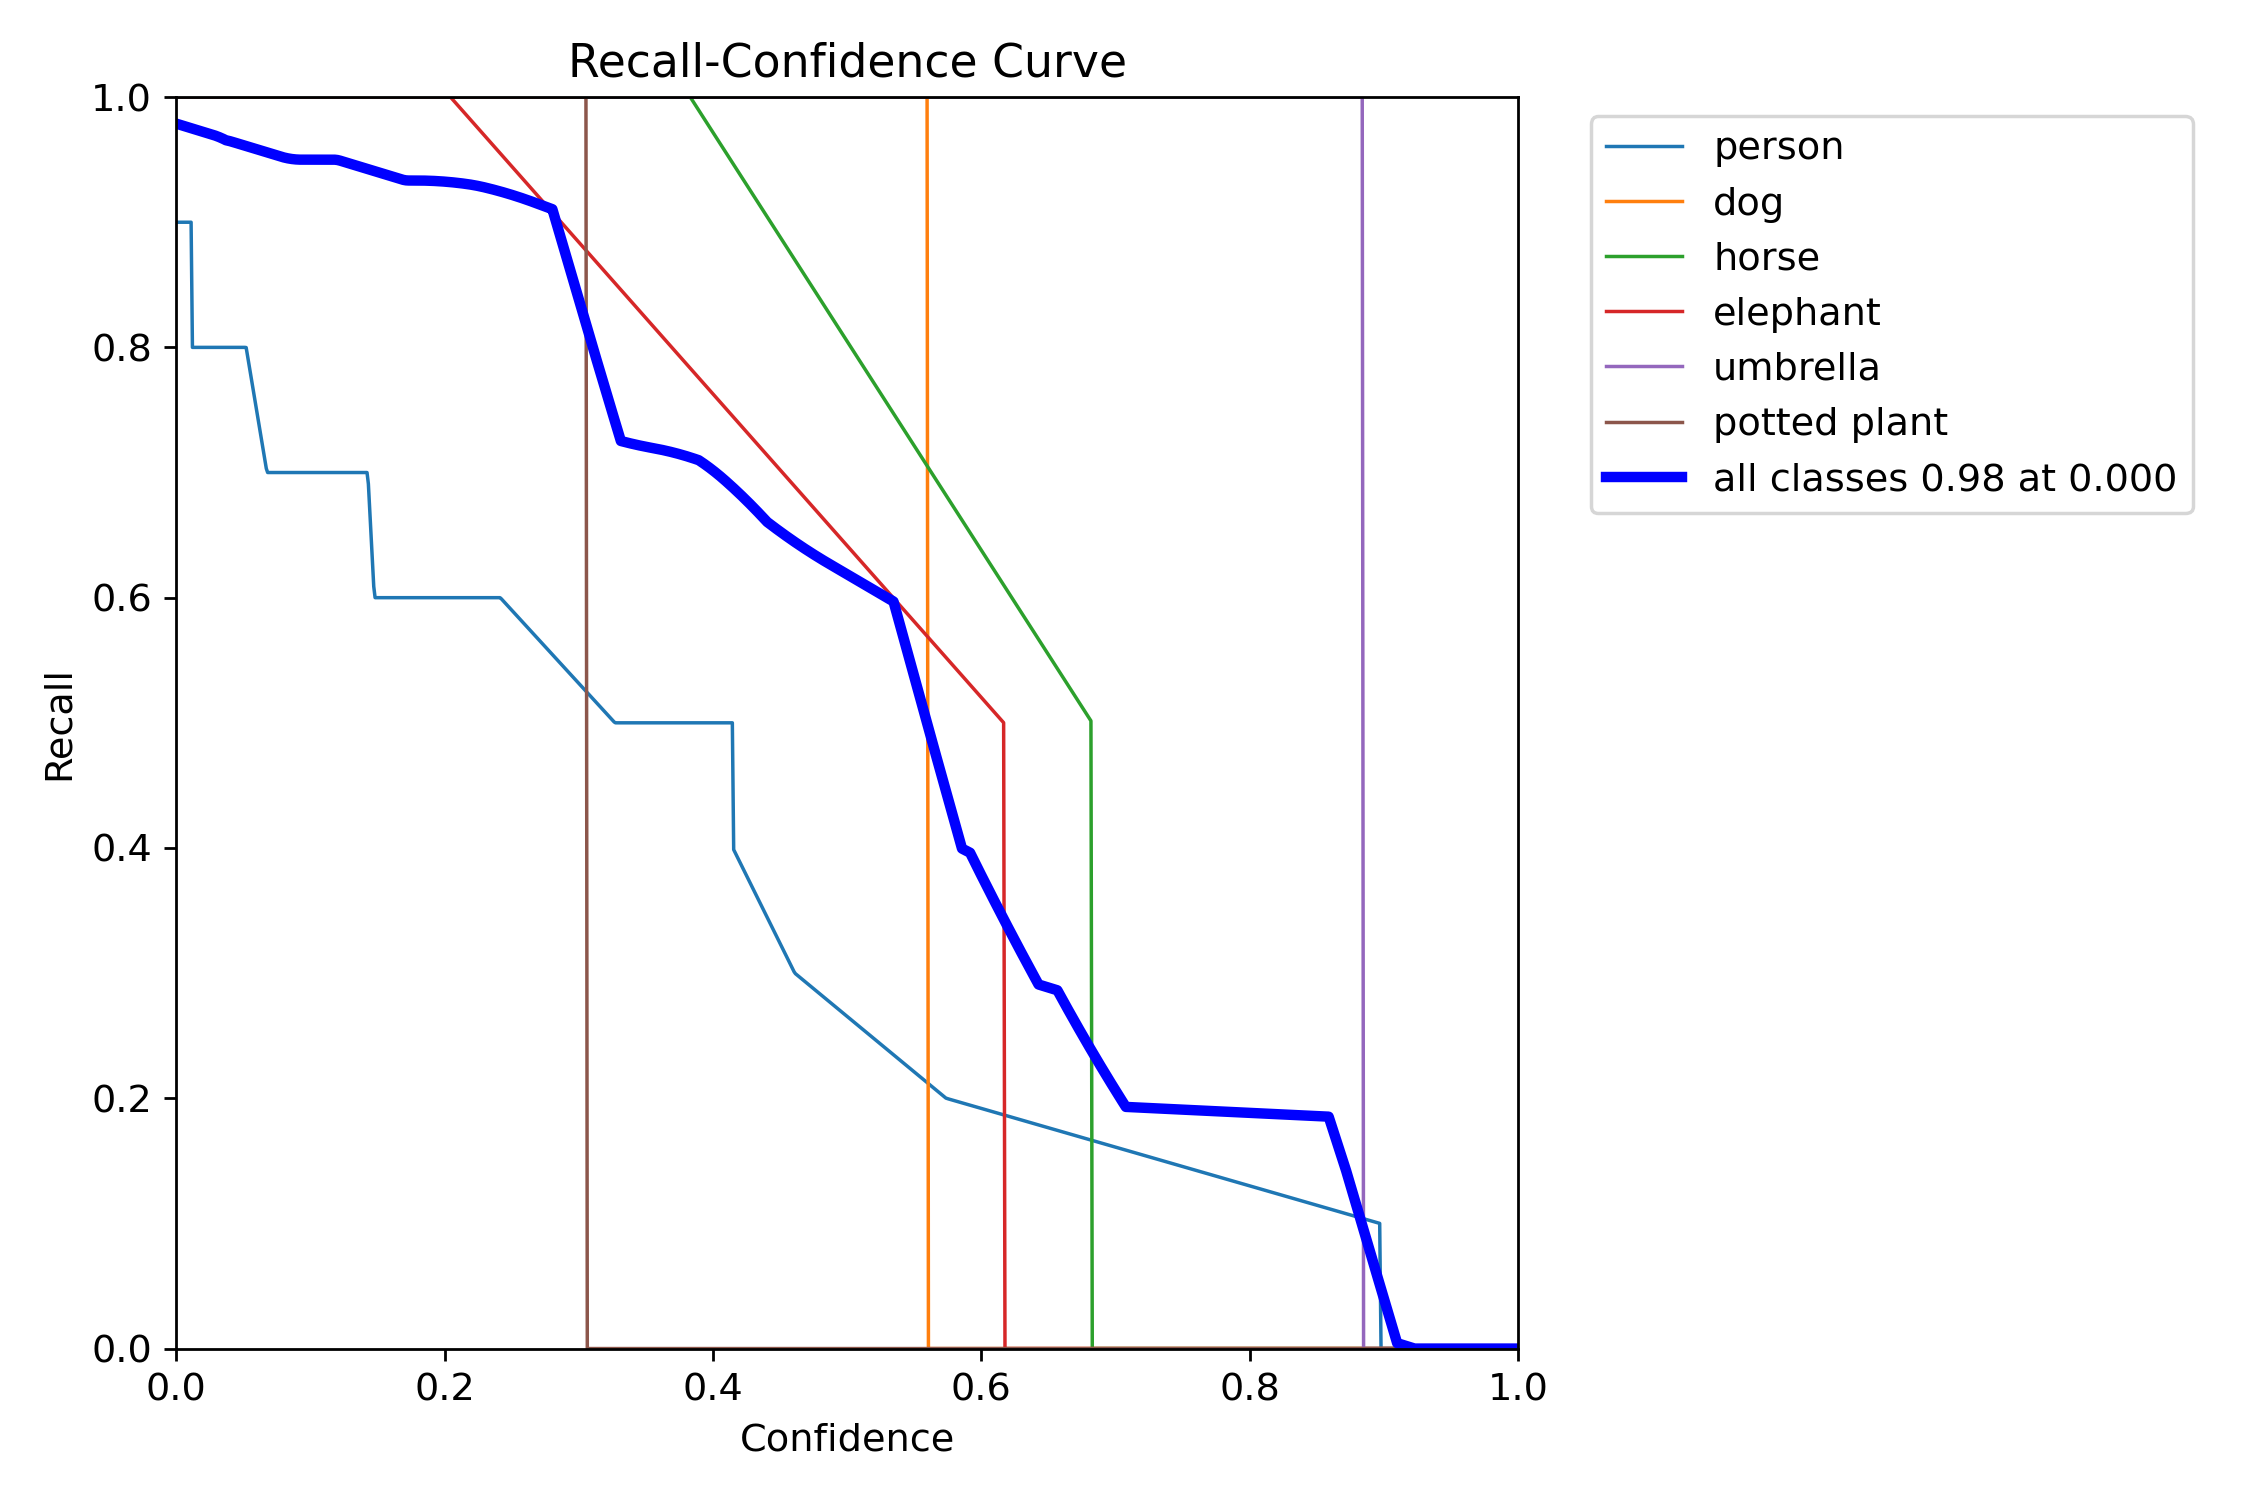 Recall-Confidence Curve
1.0
0.8
0.6
0.4
0.2
0.0
Recall
0.0 0.2 0.4 0.6 0.8 1.0
Confidence
person
dog
horse
elephant
umbrella
potted plant
all classes 0.98 at 0.000